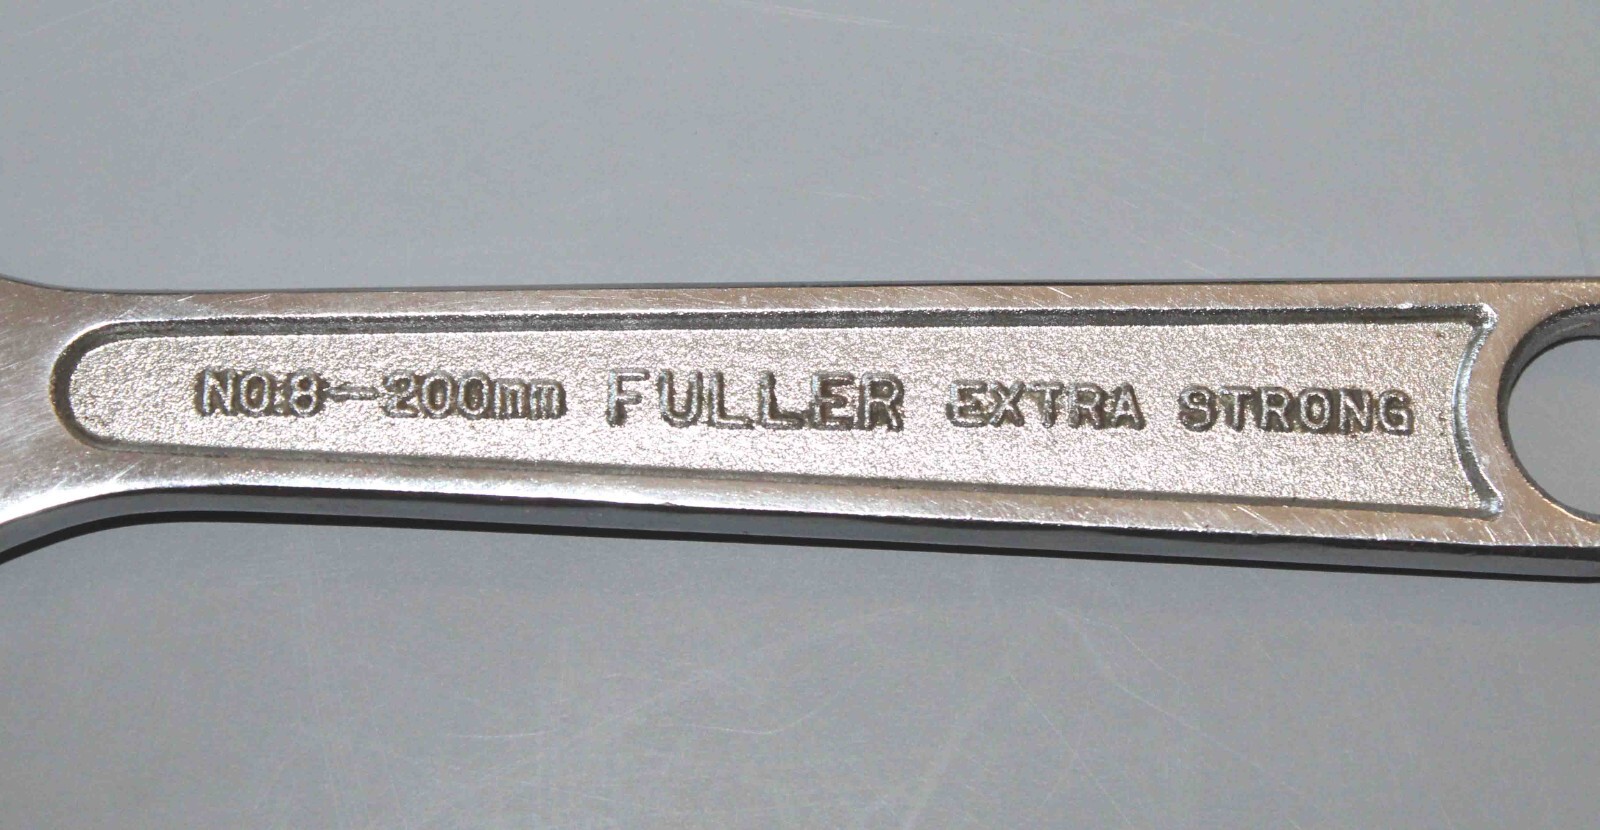 NO.8-200mm FULLER EXTRA STRONG